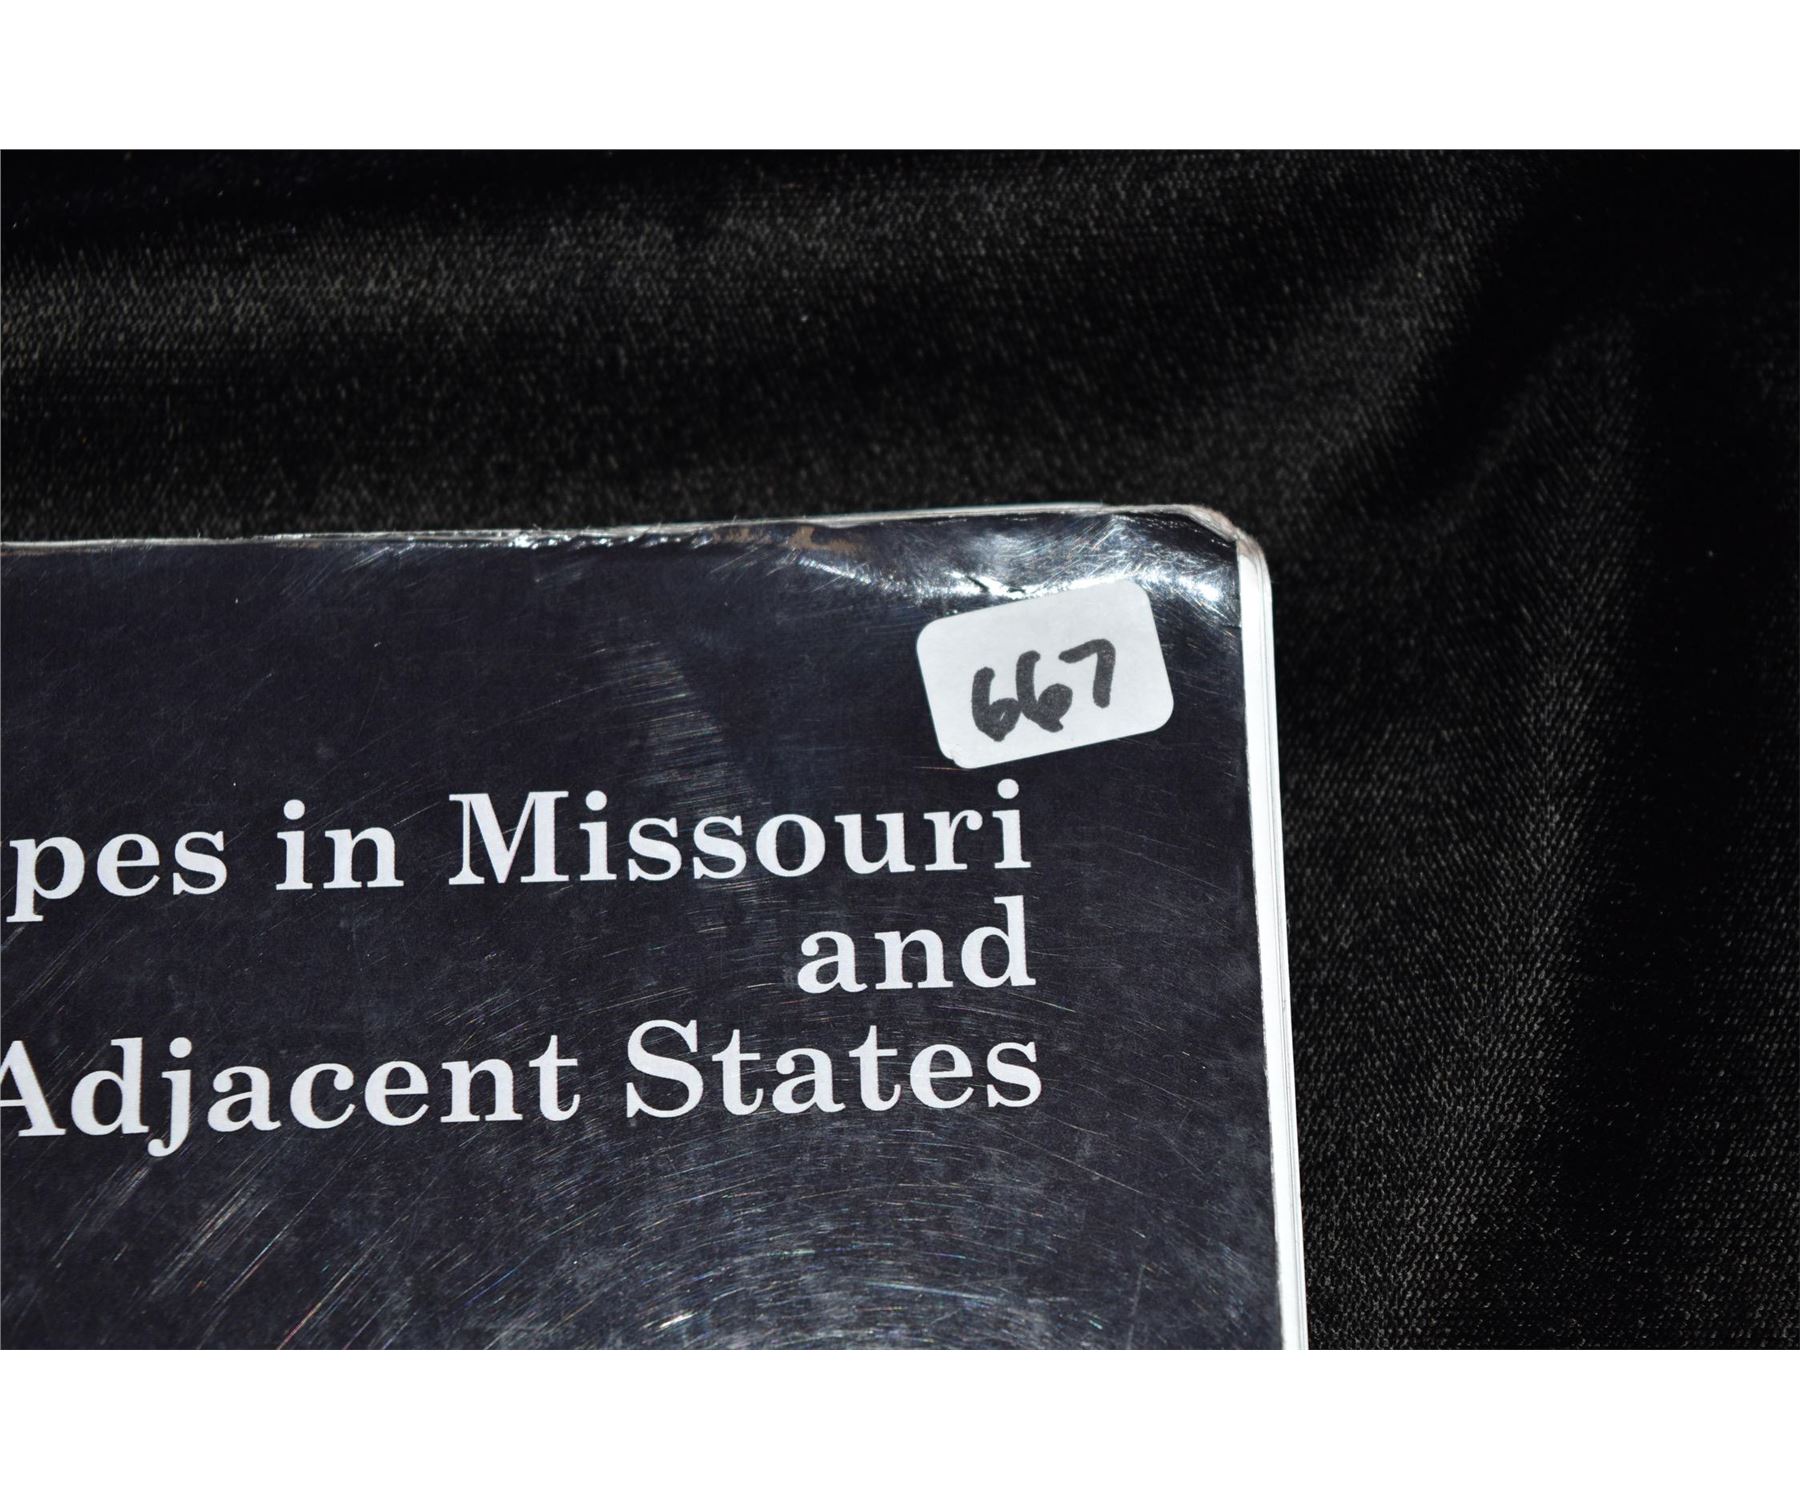 667
pes in Missouri
and
Adjacent States